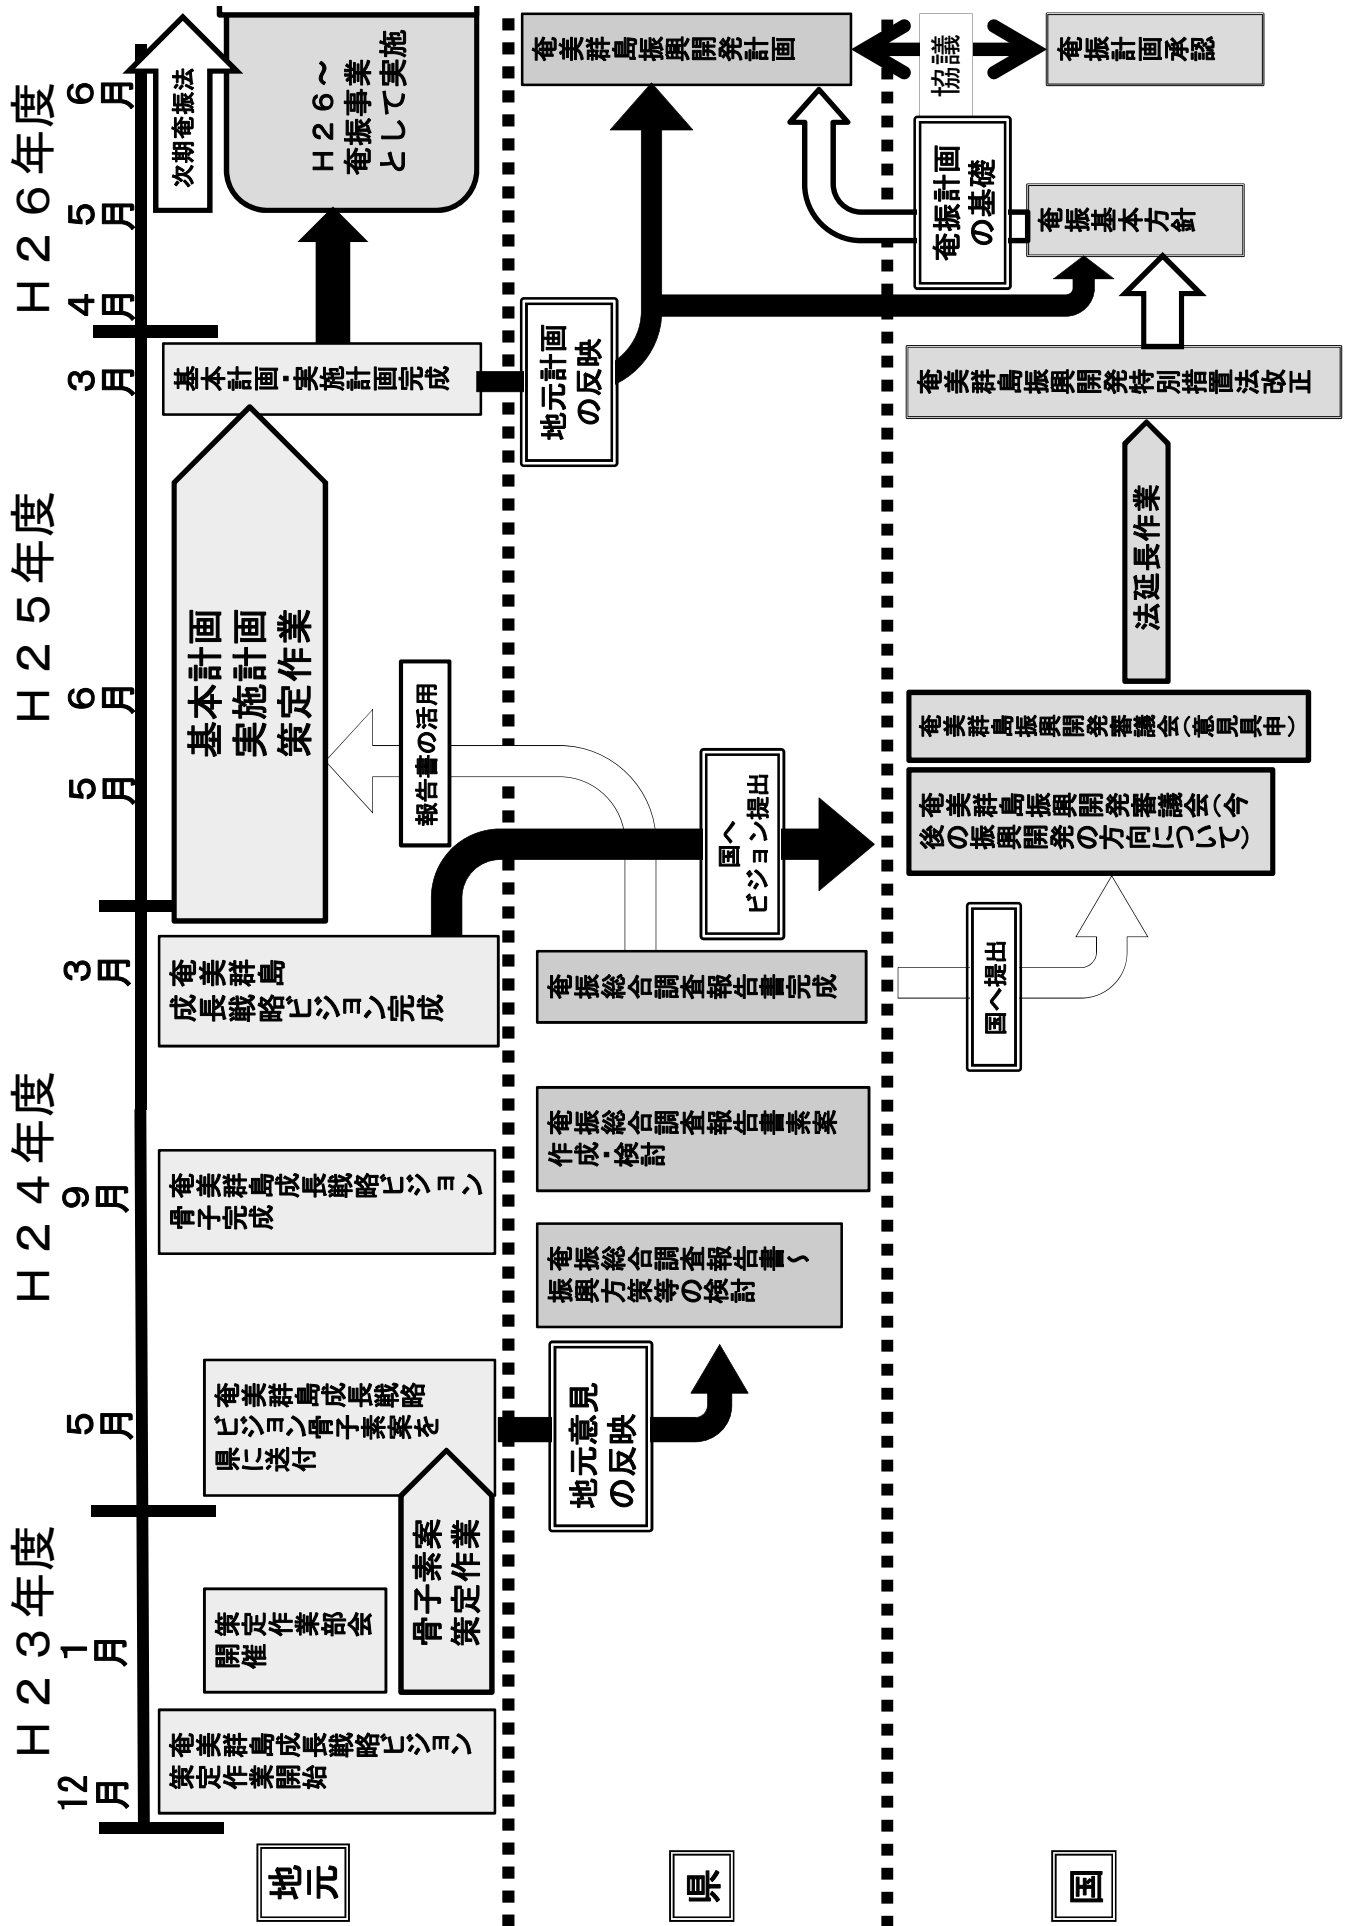 H23年度
H24年度
H25年度
H26年度
12月
1月
5月
9月
3月
5月
6月
3月
4月
5月
6月
地元
奄美群島成長戦略ビジョン
策定作業開始
策定作業部会
開催
骨子素案
策定作業
奄美群島成長戦略
ビジョン骨子素案を
県に送付
奄美群島成長戦略ビジョン
骨子完成
奄美群島
成長戦略ビジョン完成
基本計画
実施計画
策定作業
報告書の活用
基本計画・実施計画完成
次期奄振法
H26～
奄振事業
として実施
県
地元意見
の反映
奄振総合調査報告書～
振興方策等の検討
奄振総合調査報告書素案
作成・検討
奄振総合調査報告書完成
国へ
ビジョン提出
地元計画
の反映
奄美群島振興開発計画
国
国へ提出
奄美群島振興開発審議会(今
後の振興開発の方向について)
奄美群島振興開発審議会(意見具申)
法延長作業
奄美群島振興開発特別措置法改正
奄振基本方針
奄振計画
の基礎
協議
奄振計画承認